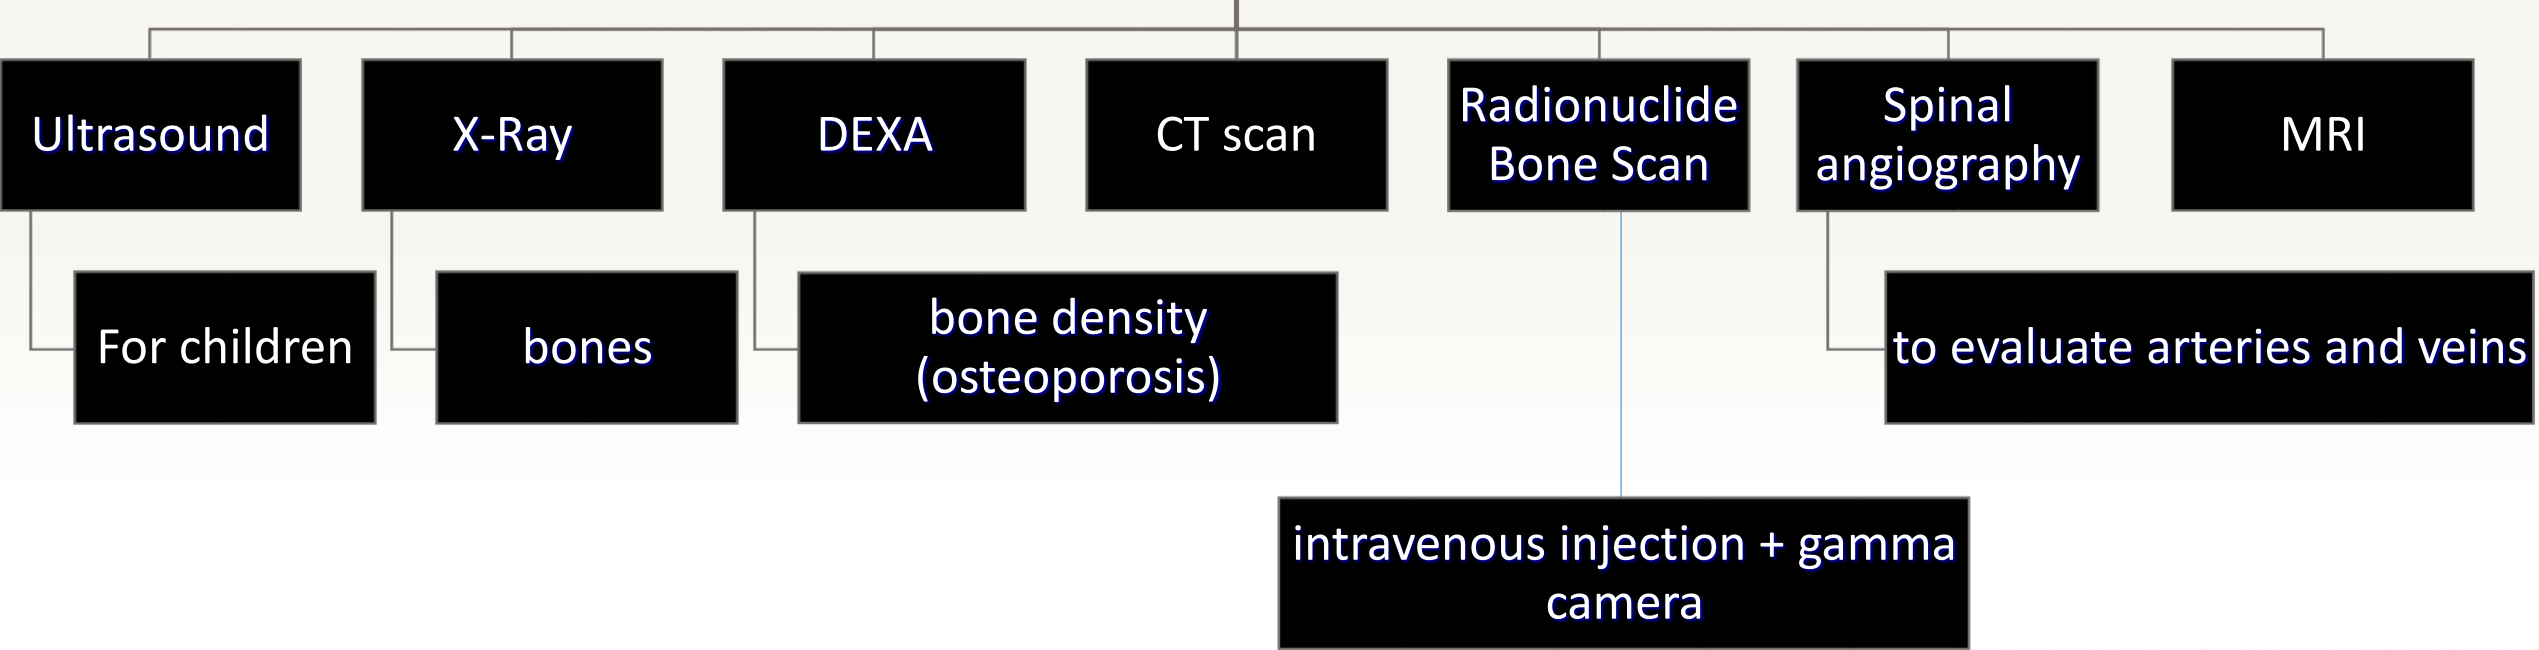 Ultrasound
X-Ray
DEXA
CT scan
Radionuclide
Bone Scan
Spinal
angiography
MRI
For children
bones
bone density
(osteoporosis)
to evaluate arteries and veins
intravenous injection + gamma
camera